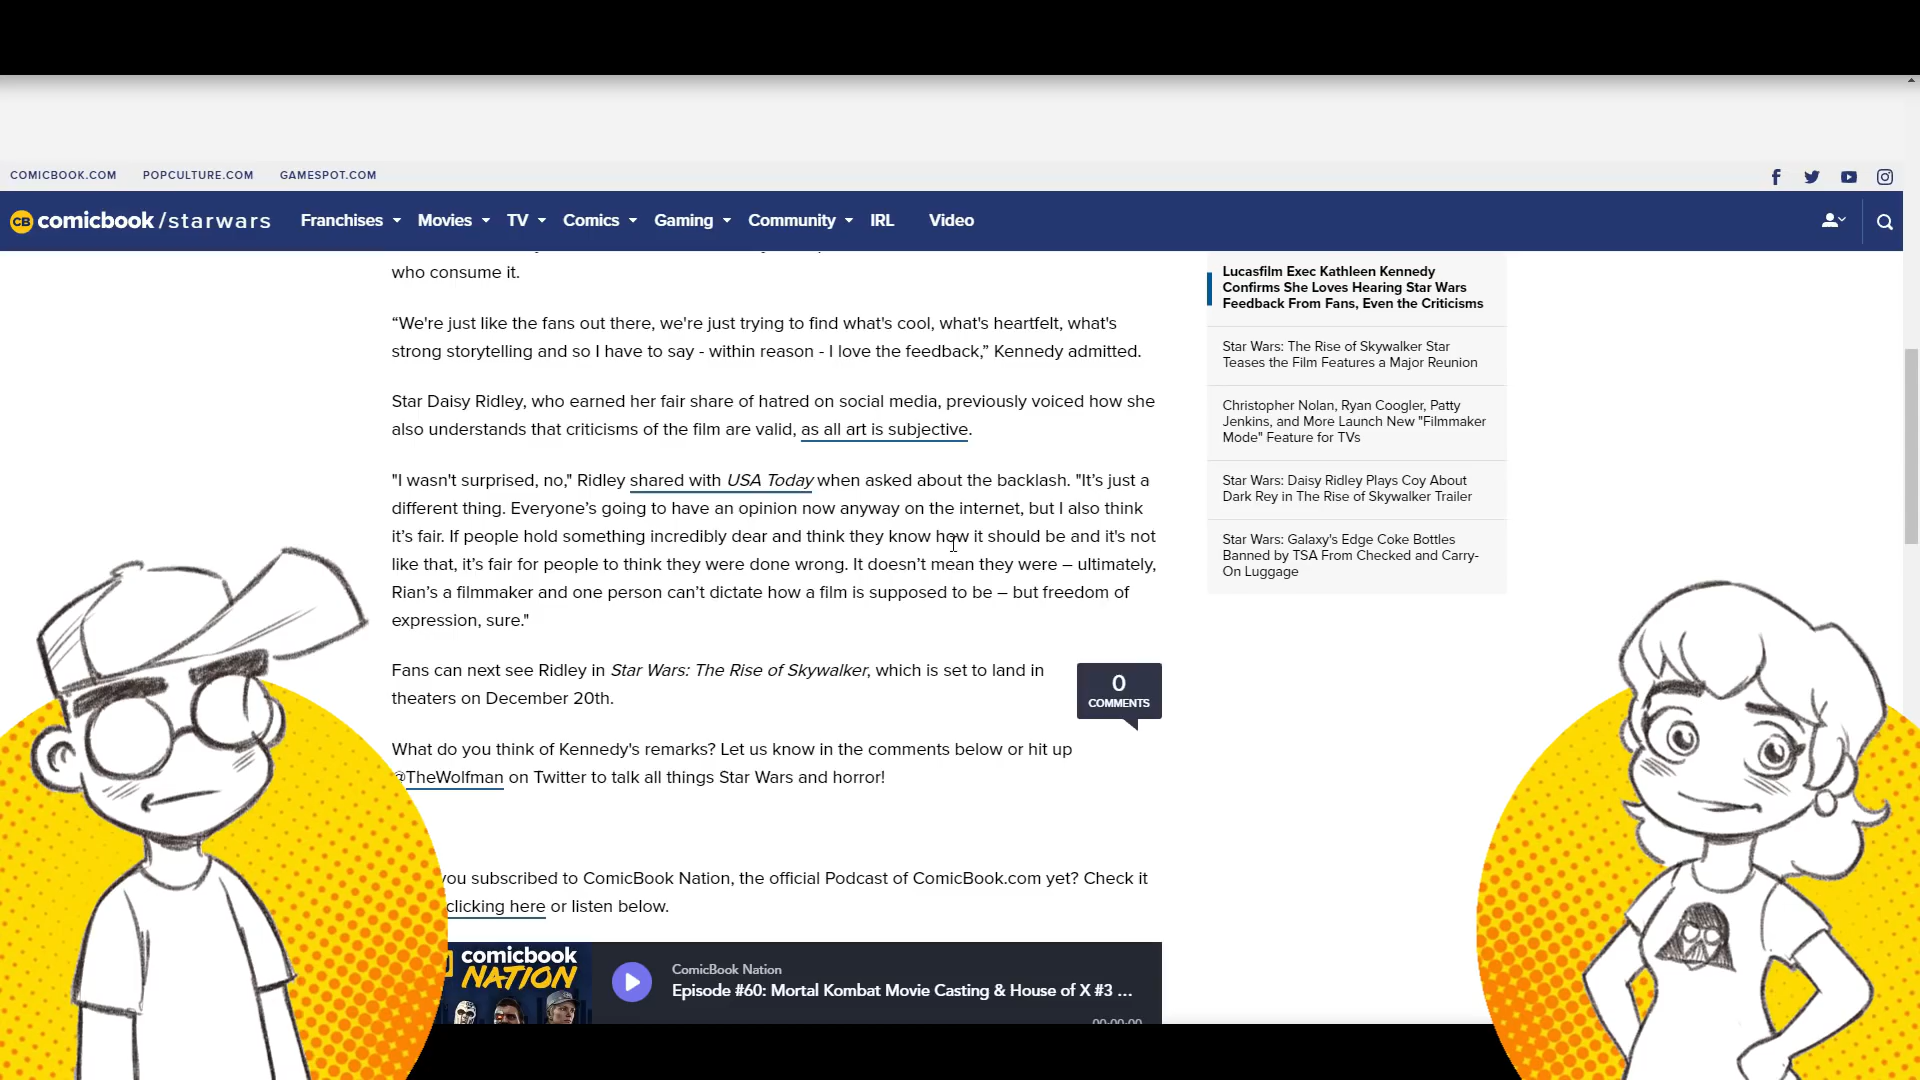 COMICBOOK.COM POPCULTURE.COM GAMESPOT.COM
CB comicbook/starwars Franchises Movies TV Comics Gaming Community IRL Video
who consume it.
“We're just like the fans out there, we're just trying to find what's cool, what's heartfelt, what's
strong storytelling and so I have to say - within reason - I love the feedback,” Kennedy admitted.
Star Daisy Ridley, who earned her fair share of hatred on social media, previously voiced how she
also understands that criticisms of the film are valid, as all art is subjective.
"I wasn't surprised, no," Ridley shared with USA Today when asked about the backlash. "It’s just a
different thing. Everyone’s going to have an opinion now anyway on the internet, but I also think
it’s fair. If people hold something incredibly dear and think they know how it should be and it's not
like that, it’s fair for people to think they were done wrong. It doesn’t mean they were – ultimately,
Rian’s a filmmaker and one person can’t dictate how a film is supposed to be – but freedom of
expression, sure."
Fans can next see Ridley in Star Wars: The Rise of Skywalker, which is set to land in
theaters on December 20th.
0
COMMENTS
What do you think of Kennedy's remarks? Let us know in the comments below or hit up
@TheWolfman on Twitter to talk all things Star Wars and horror!
you subscribed to ComicBook Nation, the official Podcast of ComicBook.com yet? Check it
clicking here or listen below.
comicbook
NATION
ComicBook Nation
Episode #60: Mortal Kombat Movie Casting & House of X #3 ...
00:00:00
Lucasfilm Exec Kathleen Kennedy
Confirms She Loves Hearing Star Wars
Feedback From Fans, Even the Criticisms
Star Wars: The Rise of Skywalker Star
Teases the Film Features a Major Reunion
Christopher Nolan, Ryan Coogler, Patty
Jenkins, and More Launch New "Filmmaker
Mode" Feature for TVs
Star Wars: Daisy Ridley Plays Coy About
Dark Rey in The Rise of Skywalker Trailer
Star Wars: Galaxy's Edge Coke Bottles
Banned by TSA From Checked and Carry-
On Luggage